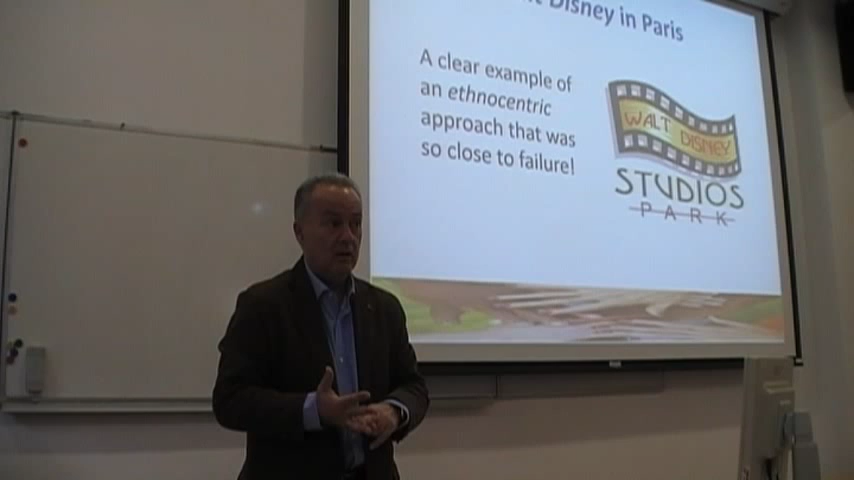 Disney in Paris
A clear example of
an ethnocentric
approach that was
so close to failure!
WALT DISNEY
STUDIOS
PARK